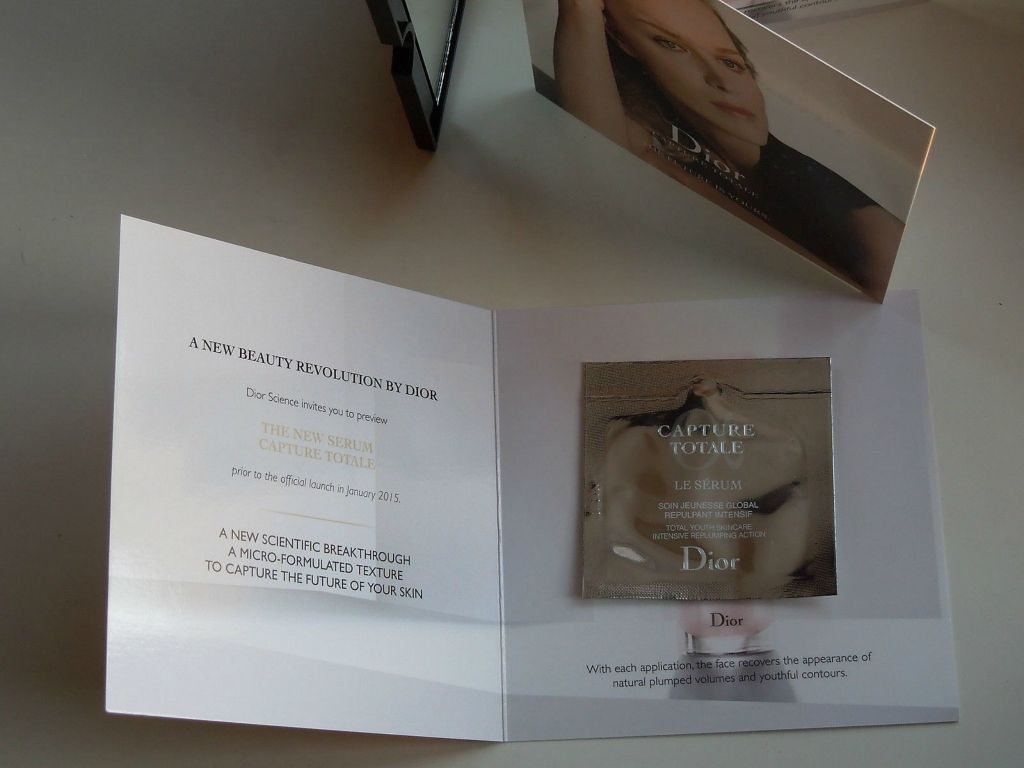 youthful contours.
Dior
A NEW BEAUTY REVOLUTION BY DIOR
Dior Science invites you to preview
THE NEW SERUM
CAPTURE TOTALE
prior to the official launch in January 2015.
A NEW SCIENTIFIC BREAKTHROUGH
A MICRO-FORMULATED TEXTURE
TO CAPTURE THE FUTURE OF YOUR SKIN
CAPTURE
TOTALE
LE SÉRUM
SOIN JEUNESSE GLOBAL
REPULPANT INTENSIF
TOTAL YOUTH SKINCARE
INTENSIVE REPLUMPING ACTION
Dior
Dior
With each application, the face recovers the appearance of
natural plumped volumes and youthful contours.